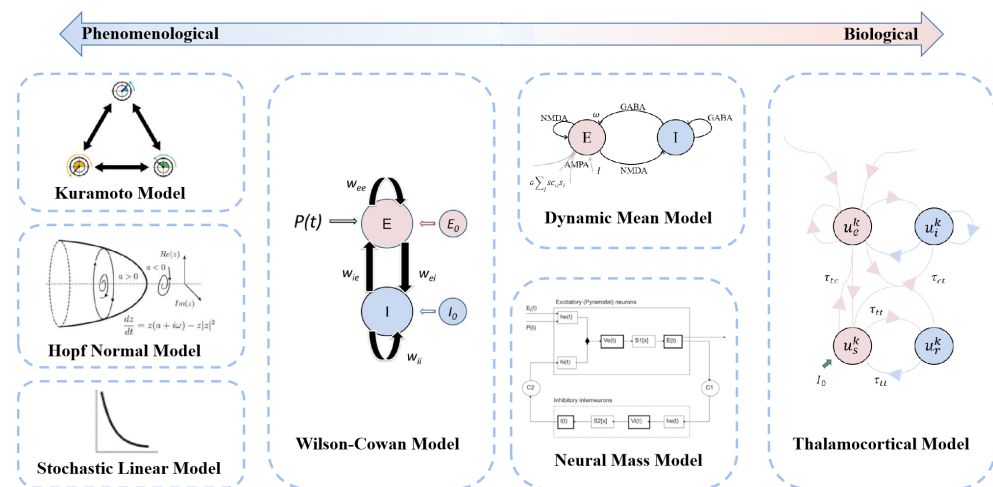 Phenomenological
Biological
Kuramoto Model
Re(z)
a < 0
a > 0
Im(z)
dz/dt = z(a + iω) − z|z|²
Hopf Normal Model
Stochastic Linear Model
w_ee
P(t)
E
E_0
w_ie
w_ei
I
I_0
w_ii
Wilson-Cowan Model
GABA
NMDA
ω
GABA
E
I
AMPA
I
NMDA
Dynamic Mean Model
Excitatory (Pyramidal) neurons
he(t)
P(t)
Ve(t)
S1[x]
E(t)
hi(t)
C2
C1
Inhibitory interneurons
I(t)
S2[x]
Vi(t)
he(t)
Neural Mass Model
u_e^k
u_i^k
τ_tc
τ_ct
τ_tt
u_s^k
u_r^k
I_0
τ_tt
Thalamocortical Model